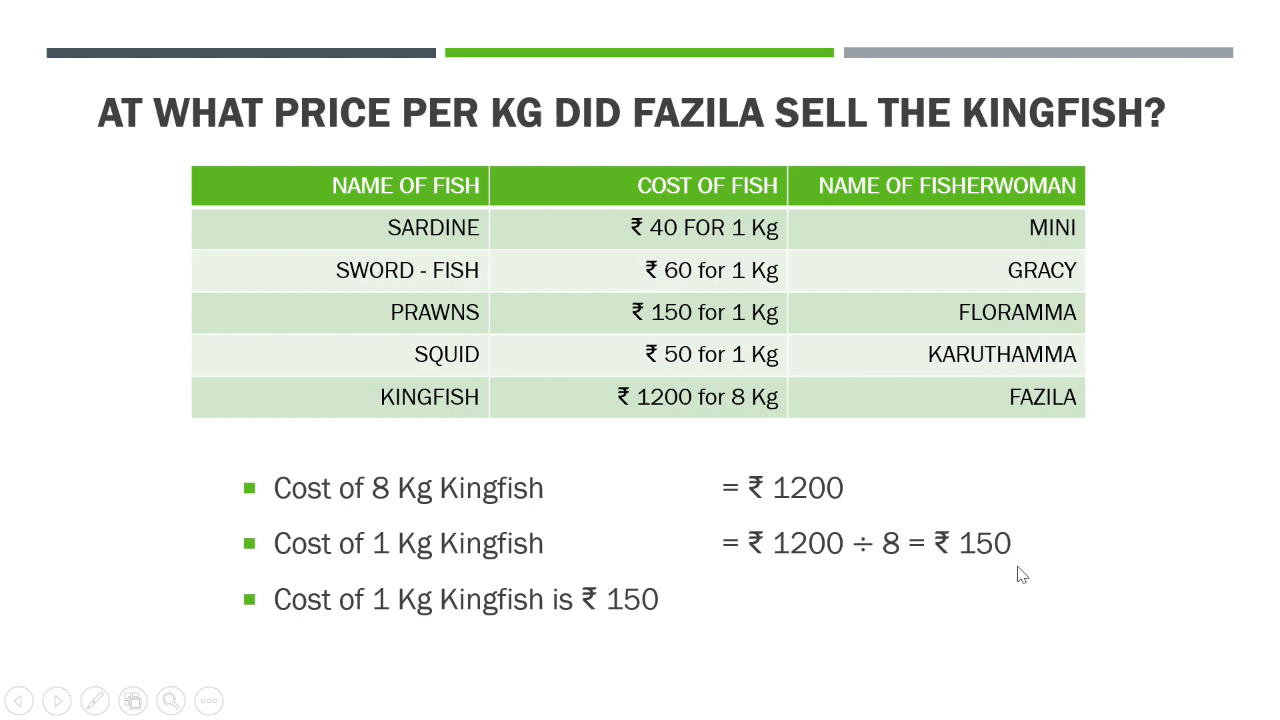 AT WHAT PRICE PER KG DID FAZILA SELL THE KINGFISH?
NAME OF FISH COST OF FISH NAME OF FISHERWOMAN
SARDINE ₹ 40 FOR 1 Kg MINI
SWORD - FISH ₹ 60 for 1 Kg GRACY
PRAWNS ₹ 150 for 1 Kg FLORAMMA
SQUID ₹ 50 for 1 Kg KARUTHAMMA
KINGFISH ₹ 1200 for 8 Kg FAZILA
Cost of 8 Kg Kingfish = ₹ 1200
Cost of 1 Kg Kingfish = ₹ 1200 ÷ 8 = ₹ 150
Cost of 1 Kg Kingfish is ₹ 150